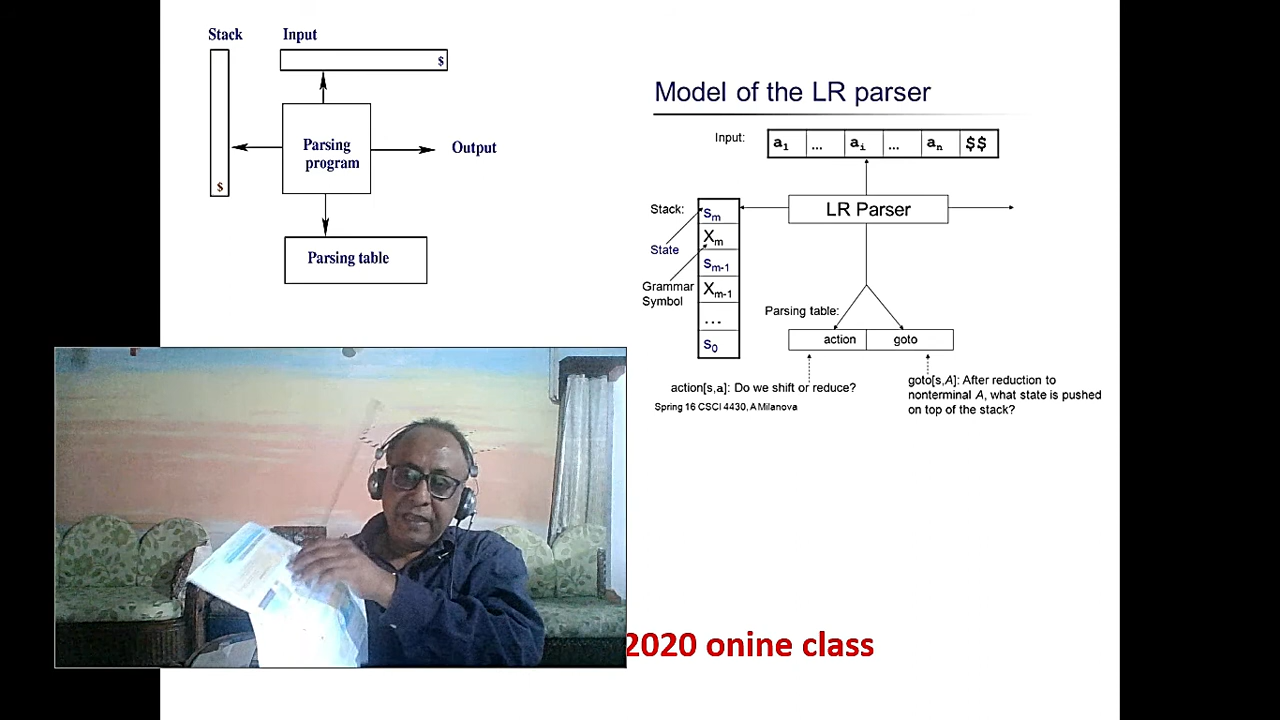 Stack
Input
$
Parsing
program
Output
$
Parsing table
Model of the LR parser
Input:
a1 ... ai ... an $$
LR Parser
Stack:
sm
Xm
State
sm-1
Grammar
Symbol
Xm-1
...
s0
Parsing table:
action goto
action[s,a]: Do we shift or reduce?
goto[s,A]: After reduction to
nonterminal A, what state is pushed
on top of the stack?
Spring 16 CSCI 4430, A Milanova
2020 onine class